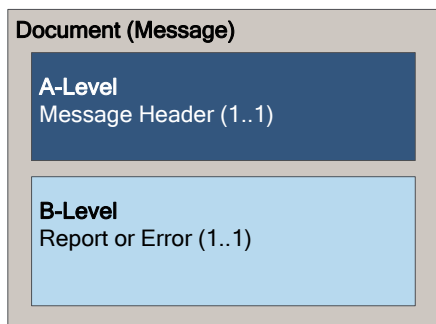 Document (Message)
A-Level
Message Header (1..1)
B-Level
Report or Error (1..1)